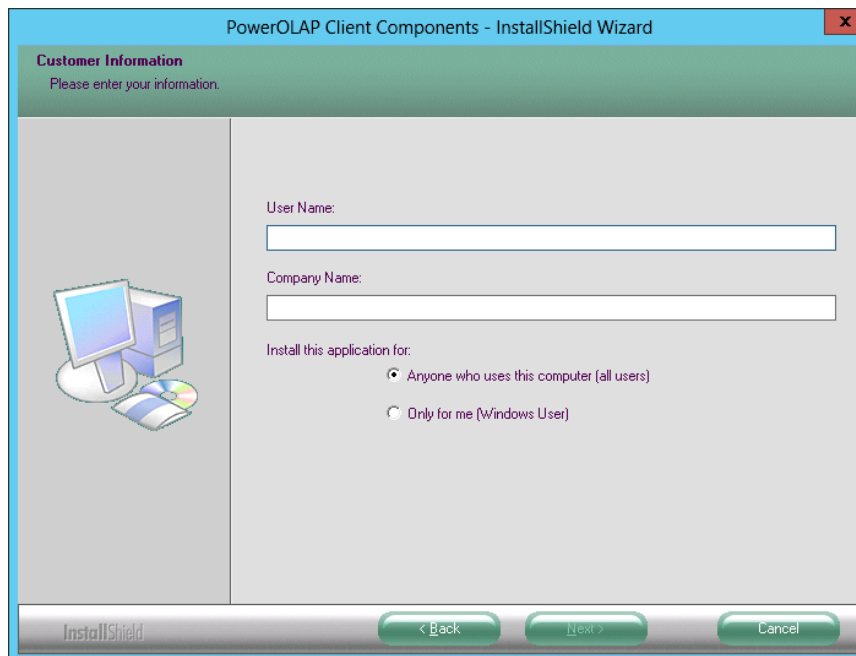 PowerOLAP Client Components - InstallShield Wizard
x
Customer Information
Please enter your information.
User Name:
Company Name:
Install this application for:
Anyone who uses this computer (all users)
Only for me (Windows User)
InstallShield
< Back
Next >
Cancel